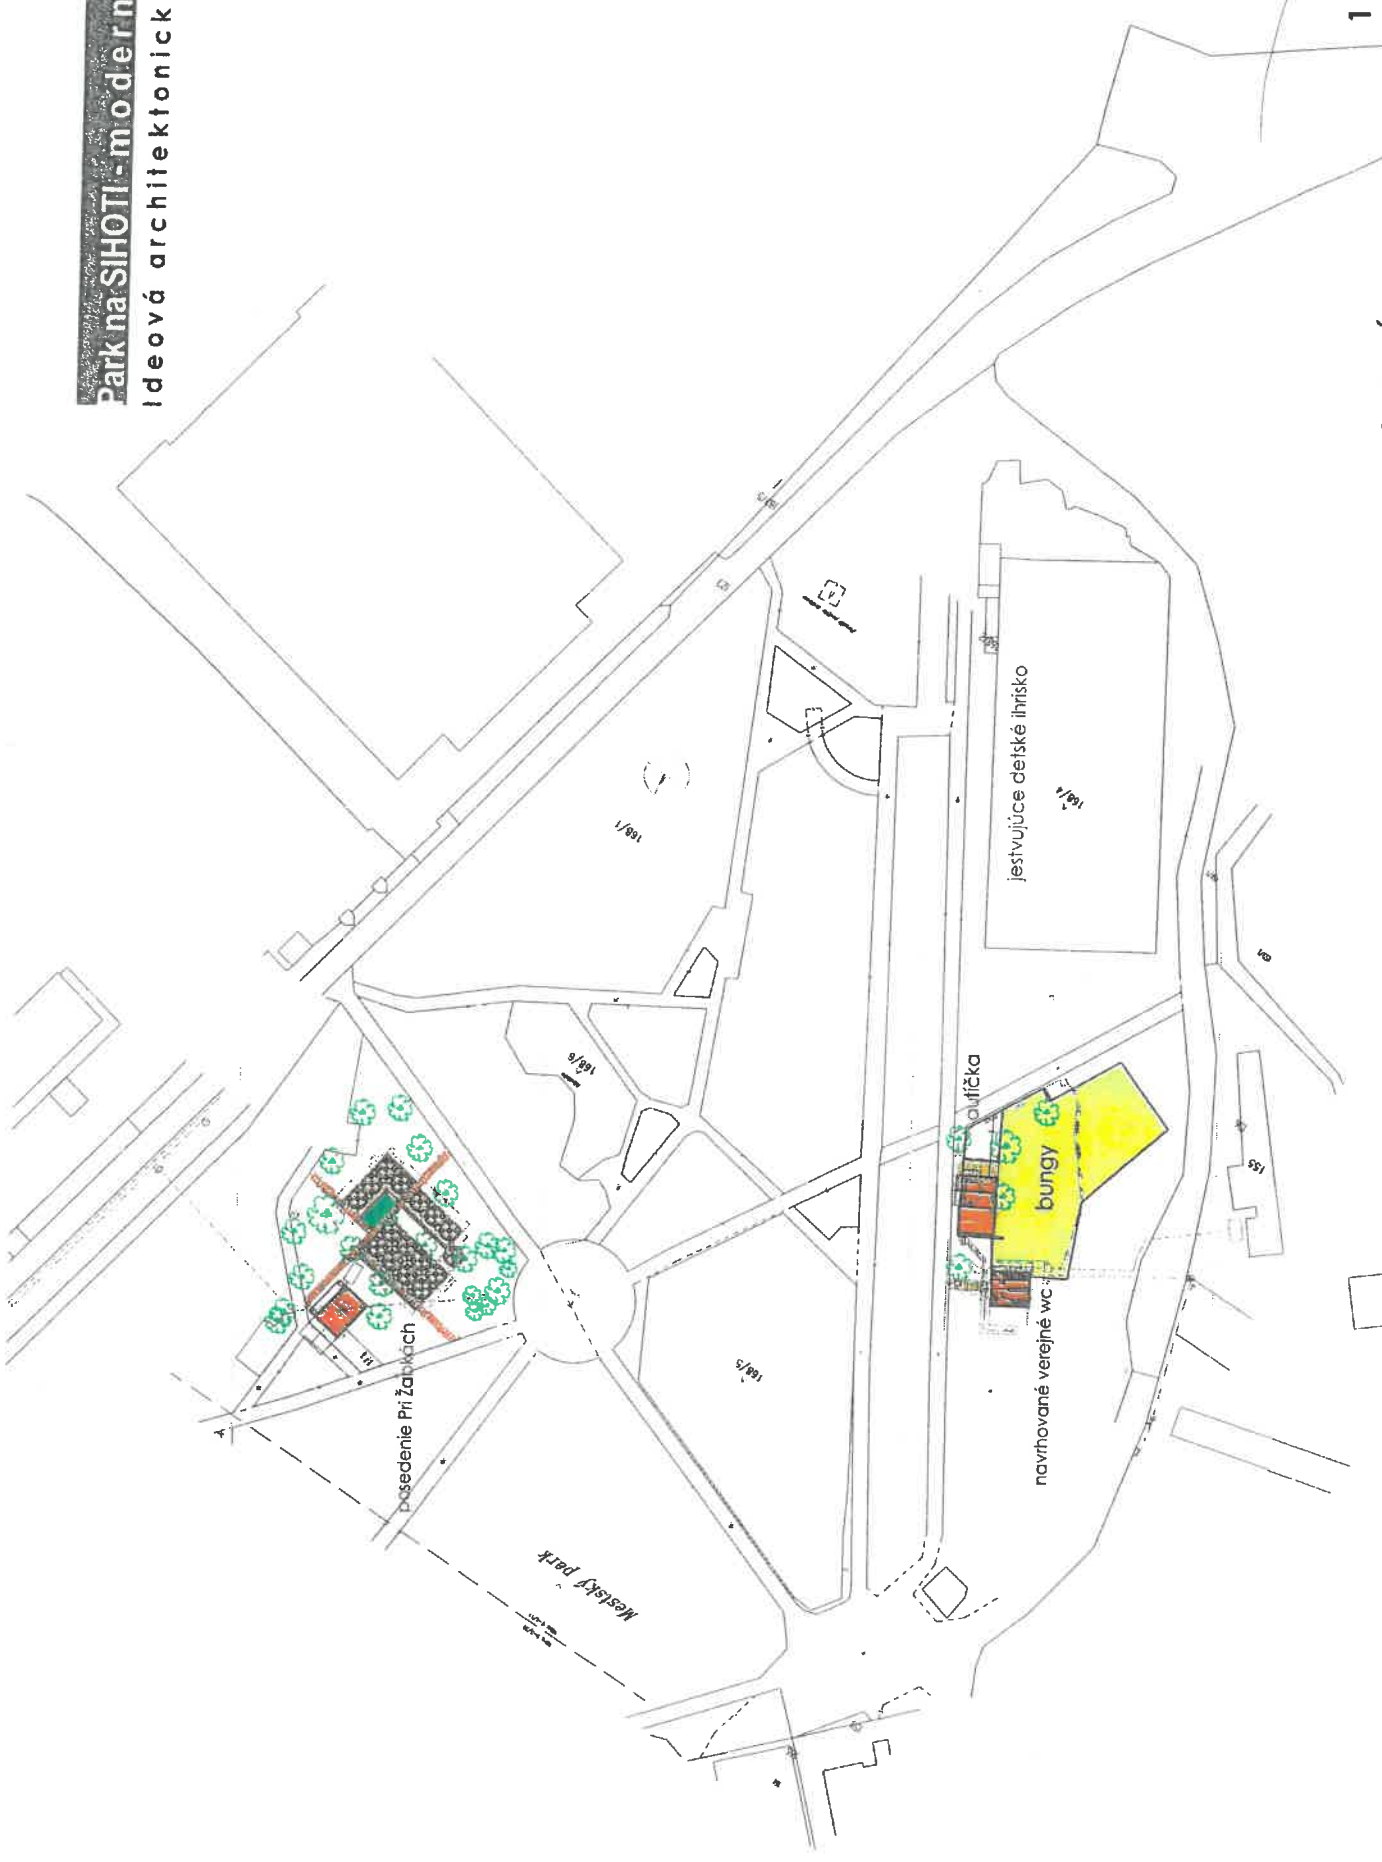 Park na SIHOTI - modern
Ideová architektonick
1
jestvujúce detské ihrisko
168/4
168/1
168/6
autíčka
bungy
155
navrhované verejné wc
168/5
posedenie Pri Žabkách
Mestský park